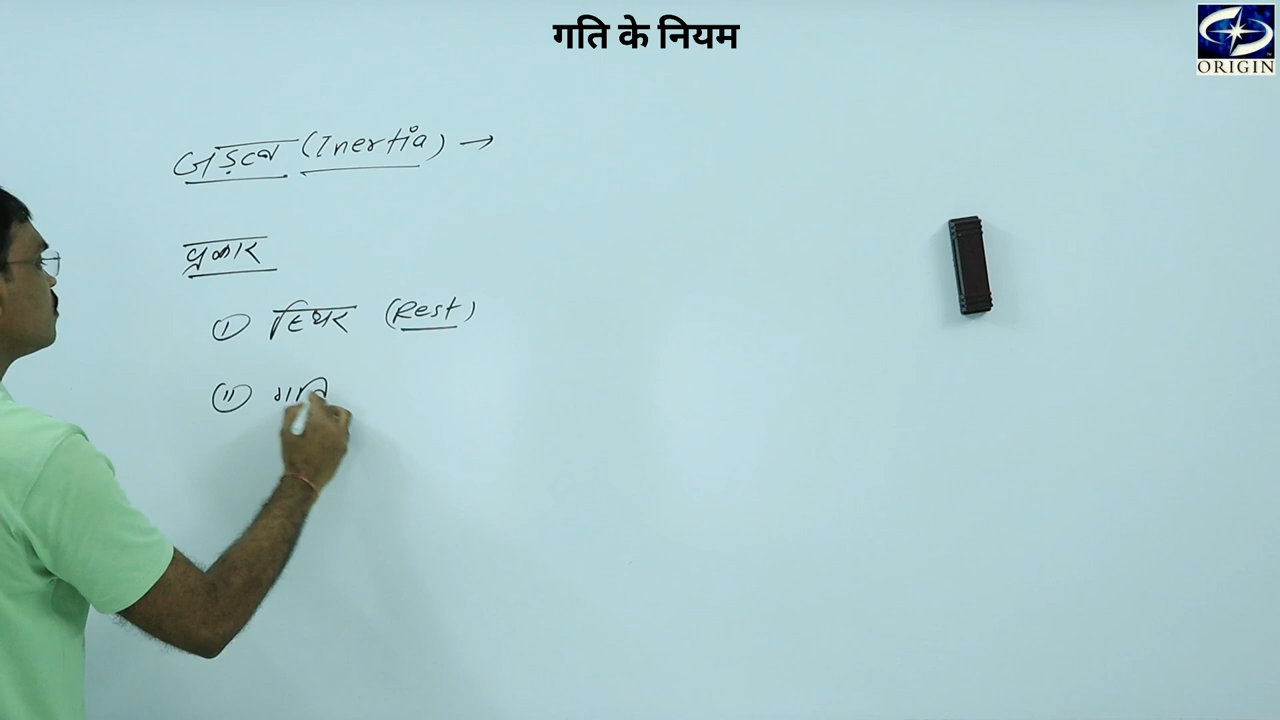 गति के नियम
ORIGIN
जड़त्व (Inertia) →
प्रकार
(I) स्थिर (Rest)
(II) गति